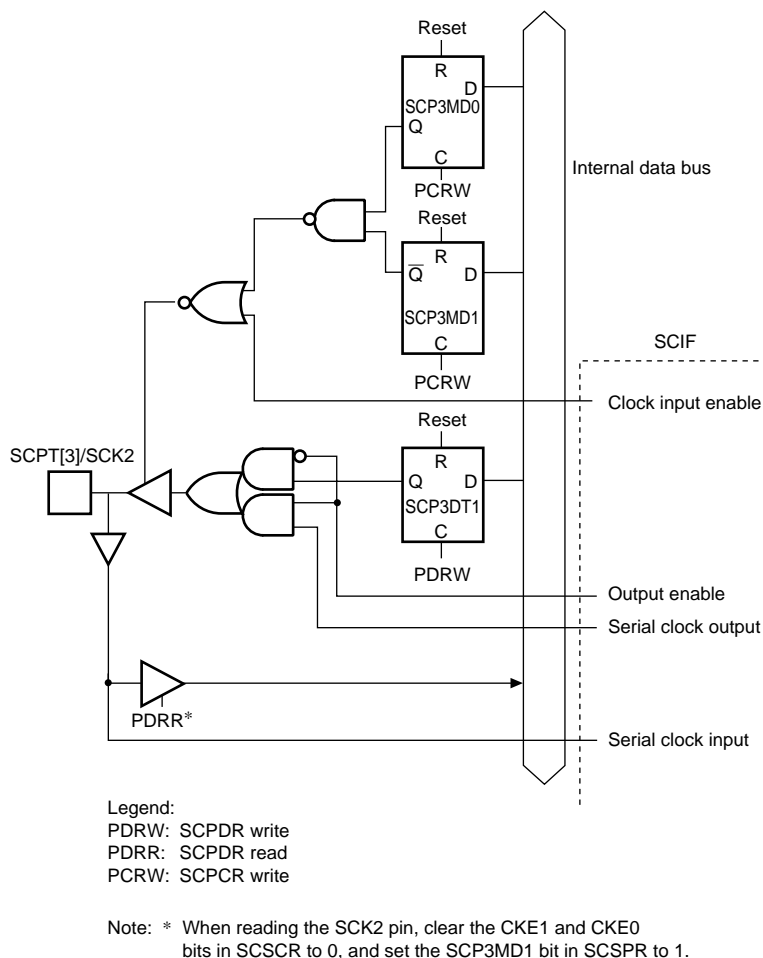 Reset
R
D
SCP3MD0
Q
C
PCRW
Internal data bus
Reset
R
Q̅ D
SCP3MD1
C
PCRW
SCIF
Clock input enable
Reset
SCPT[3]/SCK2
R
Q D
SCP3DT1
C
PDRW
Output enable
Serial clock output
PDRR*
Serial clock input
Legend:
PDRW: SCPDR write
PDRR: SCPDR read
PCRW: SCPCR write
Note: * When reading the SCK2 pin, clear the CKE1 and CKE0
bits in SCSCR to 0, and set the SCP3MD1 bit in SCSPR to 1.